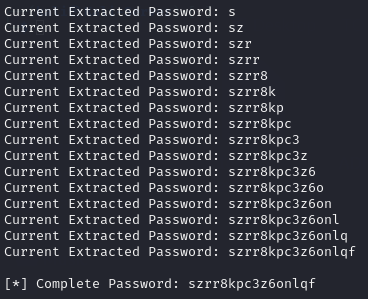 Current Extracted Password: s
Current Extracted Password: sz
Current Extracted Password: szr
Current Extracted Password: szrr
Current Extracted Password: szrr8
Current Extracted Password: szrr8k
Current Extracted Password: szrr8kp
Current Extracted Password: szrr8kpc
Current Extracted Password: szrr8kpc3
Current Extracted Password: szrr8kpc3z
Current Extracted Password: szrr8kpc3z6
Current Extracted Password: szrr8kpc3z6o
Current Extracted Password: szrr8kpc3z6on
Current Extracted Password: szrr8kpc3z6onl
Current Extracted Password: szrr8kpc3z6onlq
Current Extracted Password: szrr8kpc3z6onlqf
[*] Complete Password: szrr8kpc3z6onlqf